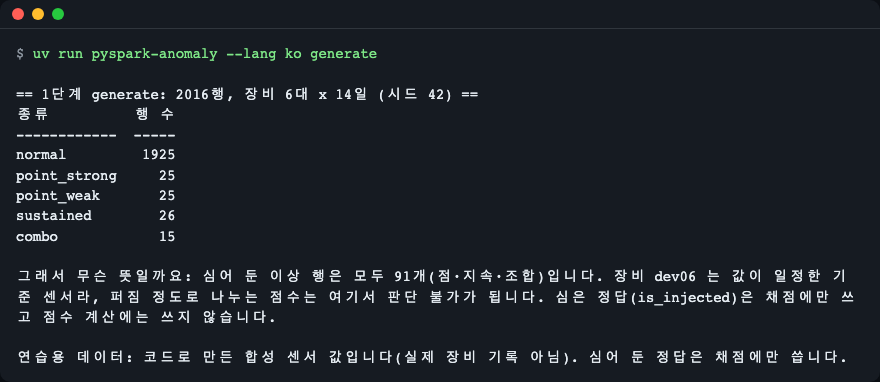 $ uv run pyspark-anomaly --lang ko generate
== 1단계 generate: 2016행, 장비 6대 x 14일 (시드 42) ==
종류 행 수
------------ -----
normal 1925
point_strong 25
point_weak 25
sustained 26
combo 15
그래서 무슨 뜻일까요: 심어 둔 이상 행은 모두 91개(점·지속·조합)입니다. 장비 dev06 는 값이 일정한 기
준 센서라, 퍼짐 정도로 나누는 점수는 여기서 판단 불가가 됩니다. 심은 정답(is_injected)은 채점에만 쓰
고 점수 계산에는 쓰지 않습니다.
연습용 데이터: 코드로 만든 합성 센서 값입니다(실제 장비 기록 아님). 심어 둔 정답은 채점에만 씁니다.